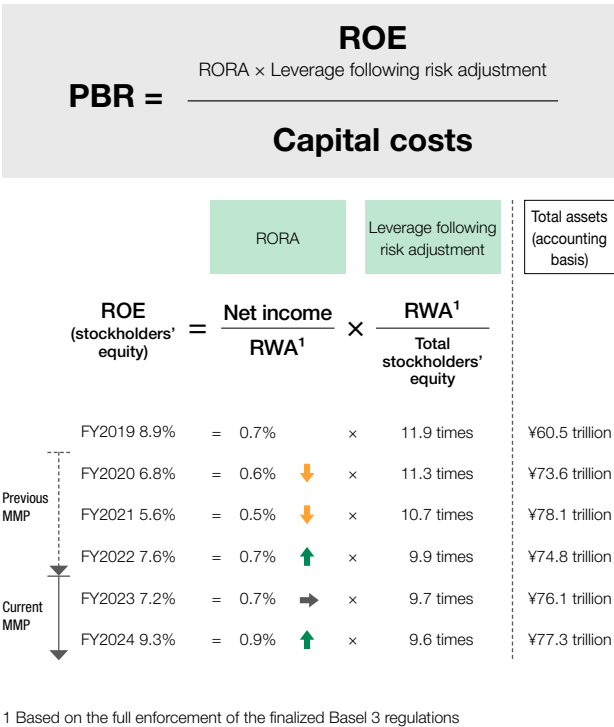 PBR =
ROE
RORA × Leverage following risk adjustment
Capital costs
RORA
Leverage following
risk adjustment
Total assets
(accounting
basis)
ROE
(stockholders'
equity)
=
Net income
RWA¹
×
RWA¹
Total
stockholders'
equity
FY2019 8.9% = 0.7% × 11.9 times ¥60.5 trillion
FY2020 6.8% = 0.6% × 11.3 times ¥73.6 trillion
Previous
MMP
FY2021 5.6% = 0.5% × 10.7 times ¥78.1 trillion
FY2022 7.6% = 0.7% × 9.9 times ¥74.8 trillion
Current
MMP
FY2023 7.2% = 0.7% × 9.7 times ¥76.1 trillion
FY2024 9.3% = 0.9% × 9.6 times ¥77.3 trillion
1 Based on the full enforcement of the finalized Basel 3 regulations